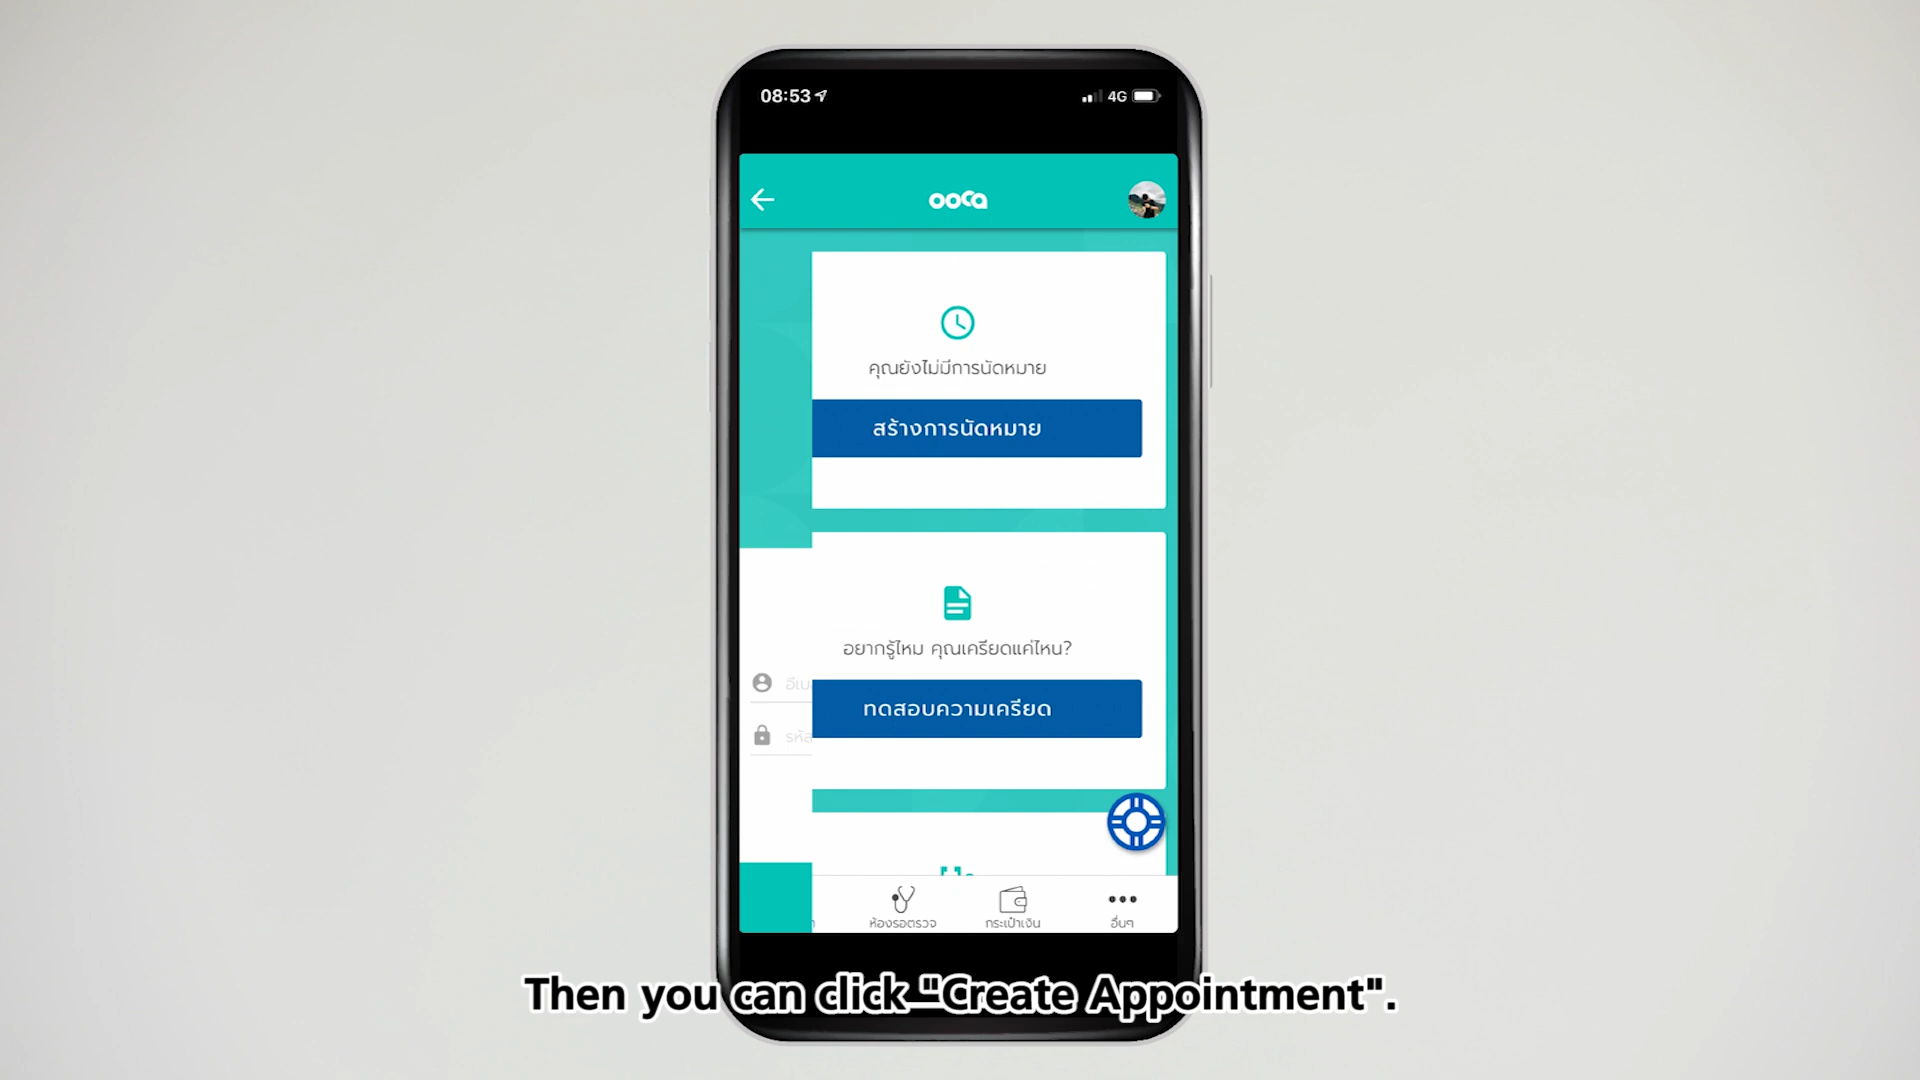 08:53
4G
ooca
คุณยังไม่มีการนัดหมาย
สร้างการนัดหมาย
อยากรู้ไหม คุณเครียดแค่ไหน?
ทดสอบความเครียด
ห้องรอตรวจ
กระเป๋าเงิน
อื่นๆ
Then you can click "Create Appointment".